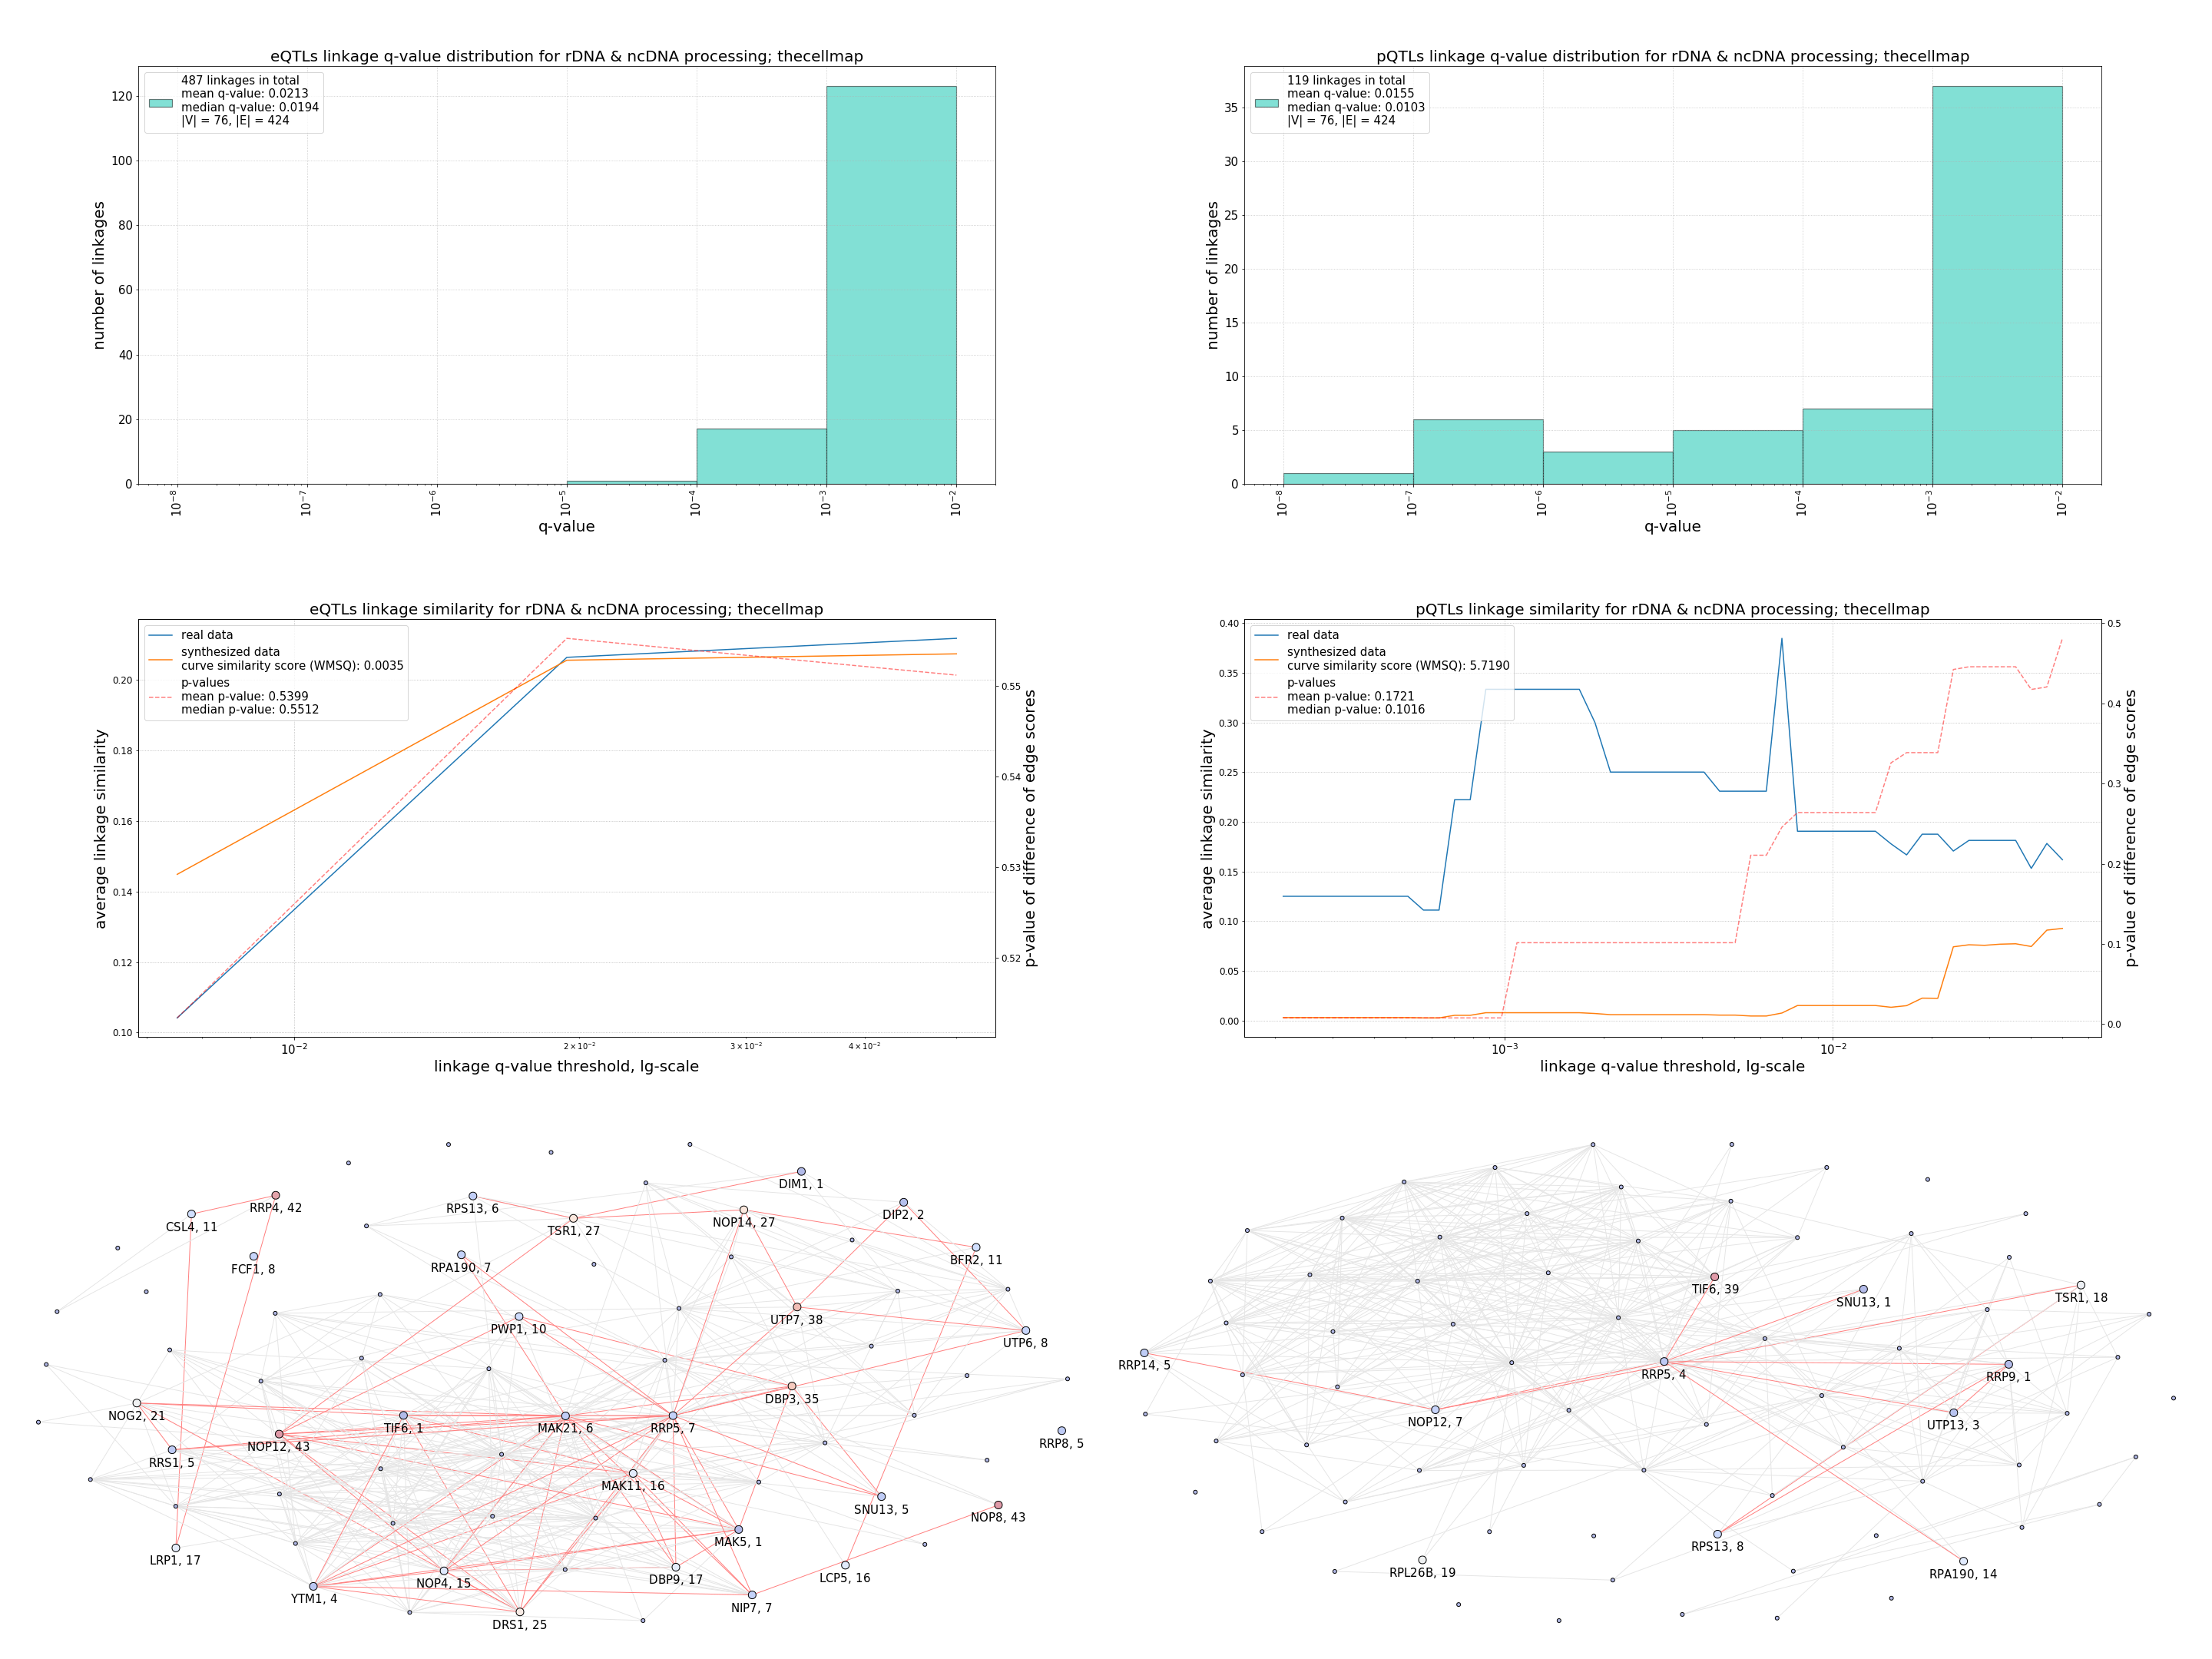 eQTLs linkage q-value distribution for rDNA & ncDNA processing; thecellmap
487 linkages in total
mean q-value: 0.0213
median q-value: 0.0194
|V| = 76, |E| = 424
number of linkages
120
100
80
60
40
20
0
10⁻⁸
10⁻⁷
10⁻⁶
10⁻⁵
10⁻⁴
10⁻³
10⁻²
q-value
pQTLs linkage q-value distribution for rDNA & ncDNA processing; thecellmap
119 linkages in total
mean q-value: 0.0155
median q-value: 0.0103
|V| = 76, |E| = 424
number of linkages
35
30
25
20
15
10
5
0
10⁻⁸
10⁻⁷
10⁻⁶
10⁻⁵
10⁻⁴
10⁻³
10⁻²
q-value
eQTLs linkage similarity for rDNA & ncDNA processing; thecellmap
real data
synthesized data
curve similarity score (WMSQ): 0.0035
p-values
mean p-value: 0.5399
median p-value: 0.5512
average linkage similarity
0.20
0.18
0.16
0.14
0.12
0.10
0.55
0.54
0.53
0.52
p-value of difference of edge scores
10⁻²
2 × 10⁻²
3 × 10⁻²
4 × 10⁻²
linkage q-value threshold, lg-scale
pQTLs linkage similarity for rDNA & ncDNA processing; thecellmap
real data
synthesized data
curve similarity score (WMSQ): 5.7190
p-values
mean p-value: 0.1721
median p-value: 0.1016
average linkage similarity
0.40
0.35
0.30
0.25
0.20
0.15
0.10
0.05
0.00
0.5
0.4
0.3
0.2
0.1
0.0
p-value of difference of edge scores
10⁻³
10⁻²
linkage q-value threshold, lg-scale
DIM1, 1
RRP4, 42
RPS13, 6
DIP2, 2
NOP14, 27
CSL4, 11
TSR1, 27
BFR2, 11
RPA190, 7
FCF1, 8
UTP7, 38
PWP1, 10
UTP6, 8
DBP3, 35
NOG2, 21
TIF6, 1
MAK21, 6
RRP5, 7
RRP8, 5
NOP12, 43
RRS1, 5
MAK11, 16
SNU13, 5
NOP8, 43
MAK5, 1
LRP1, 17
LCP5, 16
DBP9, 17
NOP4, 15
YTM1, 4
NIP7, 7
DRS1, 25
TIF6, 39
TSR1, 18
SNU13, 1
RRP14, 5
RRP5, 4
RRP9, 1
NOP12, 7
UTP13, 3
RPS13, 8
RPL26B, 19
RPA190, 14